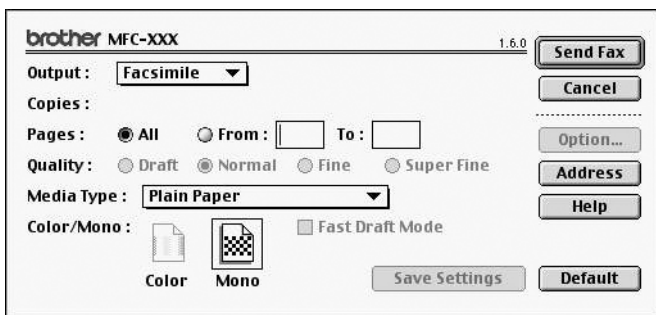 brother MFC-XXX 1.6.0
Send Fax
Output : Facsimile
Cancel
Copies :
Pages : All From : To :
Option...
Quality : Draft Normal Fine Super Fine
Address
Media Type : Plain Paper
Help
Color/Mono : Fast Draft Mode
Color Mono
Save Settings Default